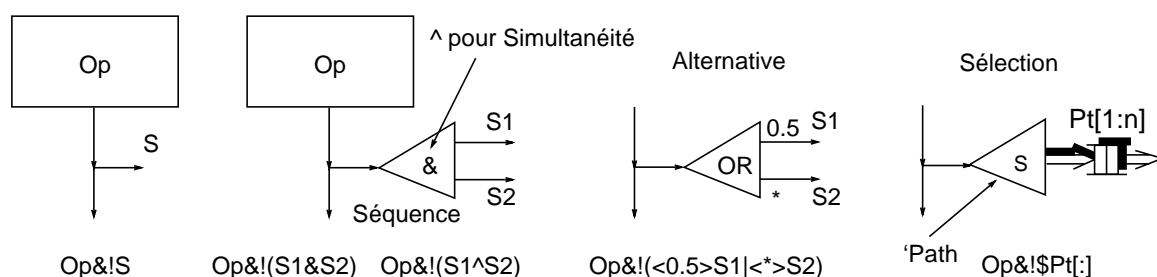 ^ pour Simultanéité
Op
Op
Alternative
Sélection
S
S1
&
S2
Séquence
0.5
S1
OR
*
S2
Pt[1:n]
S
‘Path
Op&!S
Op&!(S1&S2)
Op&!(S1^S2)
Op&!(<0.5>S1|<*>S2)
Op&!$Pt[:]